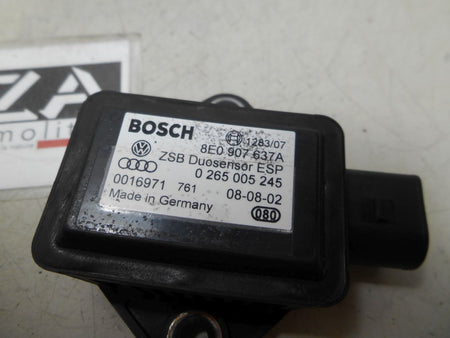 BOSCH 1283/07
8E0 907 637A
ZSB Duosensor ESP
0 265 005 245
0016971 761 08-08-02
Made in Germany 080